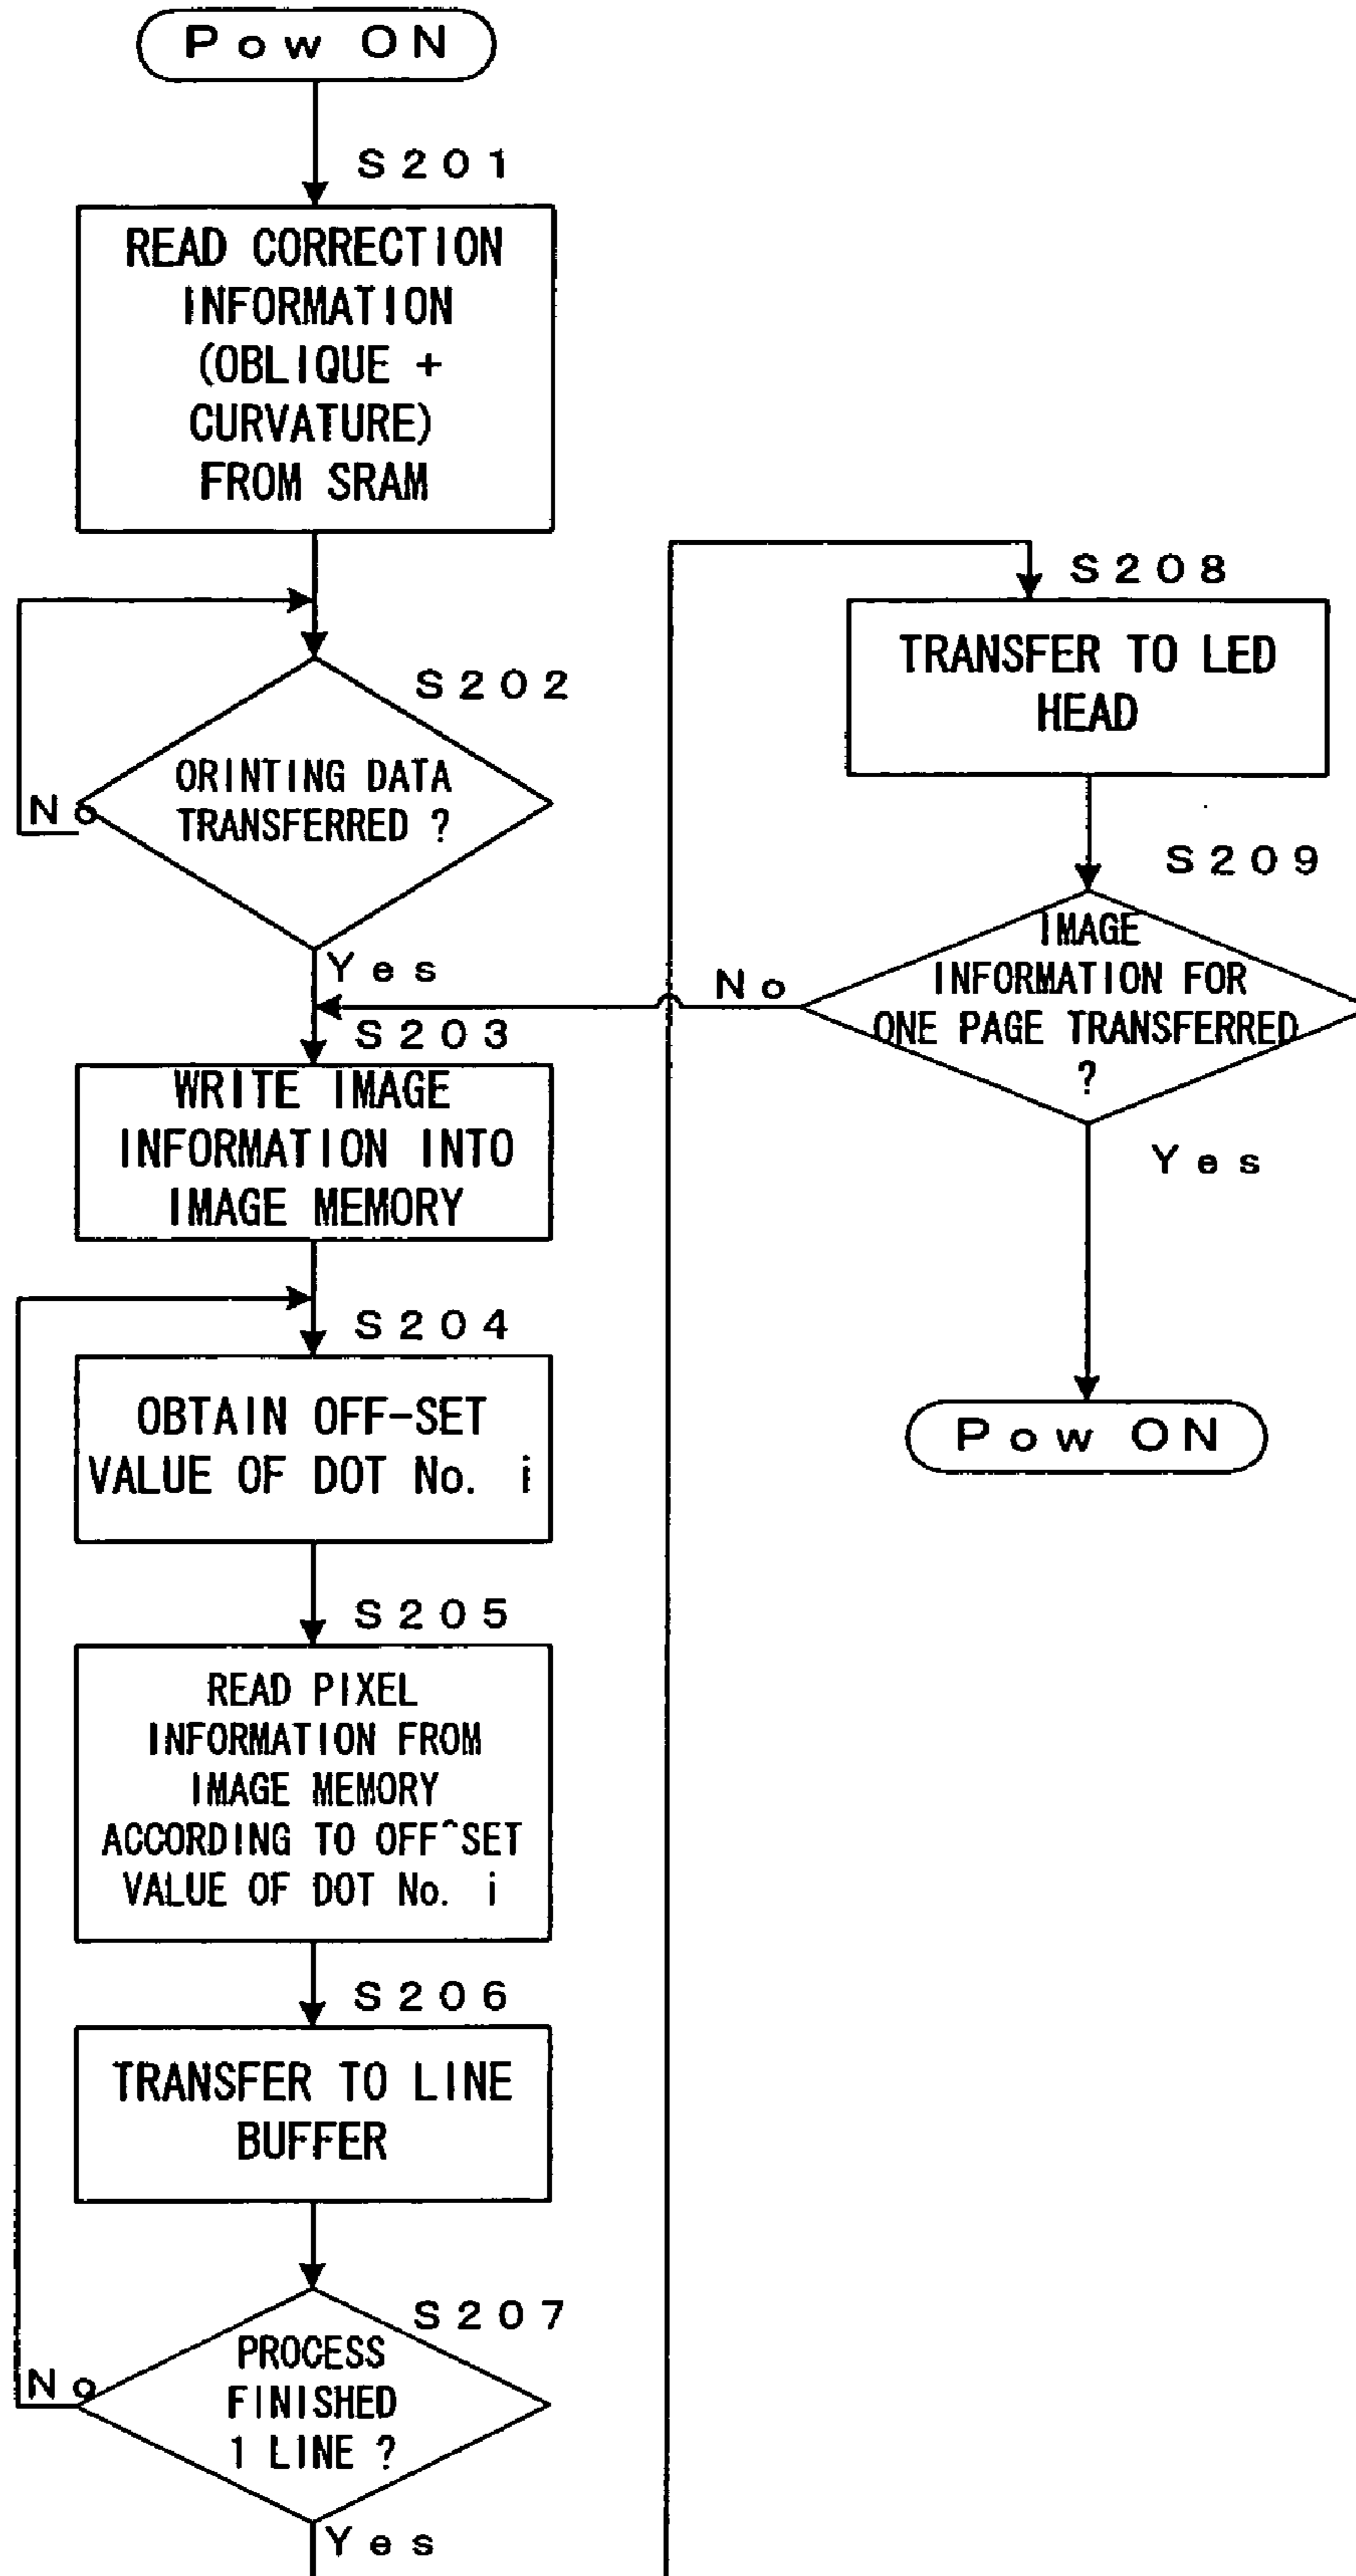 Pow ON
S201
READ CORRECTION
INFORMATION
(OBLIQUE +
CURVATURE)
FROM SRAM
S202
ORINTING DATA
TRANSFERRED ?
No
Yes
S203
WRITE IMAGE
INFORMATION INTO
IMAGE MEMORY
S204
OBTAIN OFF-SET
VALUE OF DOT No. i
S205
READ PIXEL
INFORMATION FROM
IMAGE MEMORY
ACCORDING TO OFF^SET
VALUE OF DOT No. i
S206
TRANSFER TO LINE
BUFFER
S207
PROCESS
FINISHED
1 LINE ?
No
Yes
S208
TRANSFER TO LED
HEAD
S209
IMAGE
INFORMATION FOR
ONE PAGE TRANSFERRED
?
No
Yes
Pow ON